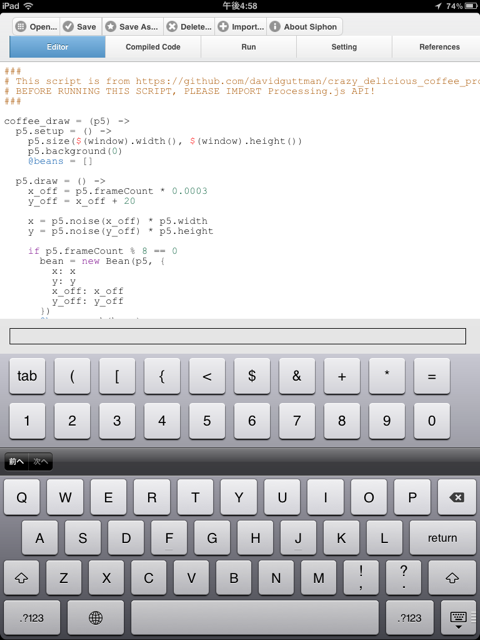 iPad 午後4:58 74%
Open... Save Save As... Delete... Import... About Siphon
Editor Compiled Code Run Setting References
###
# This script is from https://github.com/davidguttman/crazy_delicious_coffee_pro
# BEFORE RUNNING THIS SCRIPT, PLEASE IMPORT Processing.js API!
###
coffee_draw = (p5) ->
p5.setup = () ->
p5.size($(window).width(), $(window).height())
p5.background(0)
@beans = []
p5.draw = () ->
x_off = p5.frameCount * 0.0003
y_off = x_off + 20
x = p5.noise(x_off) * p5.width
y = p5.noise(y_off) * p5.height
if p5.frameCount % 8 == 0
bean = new Bean(p5, {
x: x
y: y
x_off: x_off
y_off: y_off
})
tab ( [ { < $ & + * =
1 2 3 4 5 6 7 8 9 0
前へ 次へ
Q W E R T Y U I O P
A S D F G H J K L return
Z X C V B N M ! , ? .
.?123 .?123